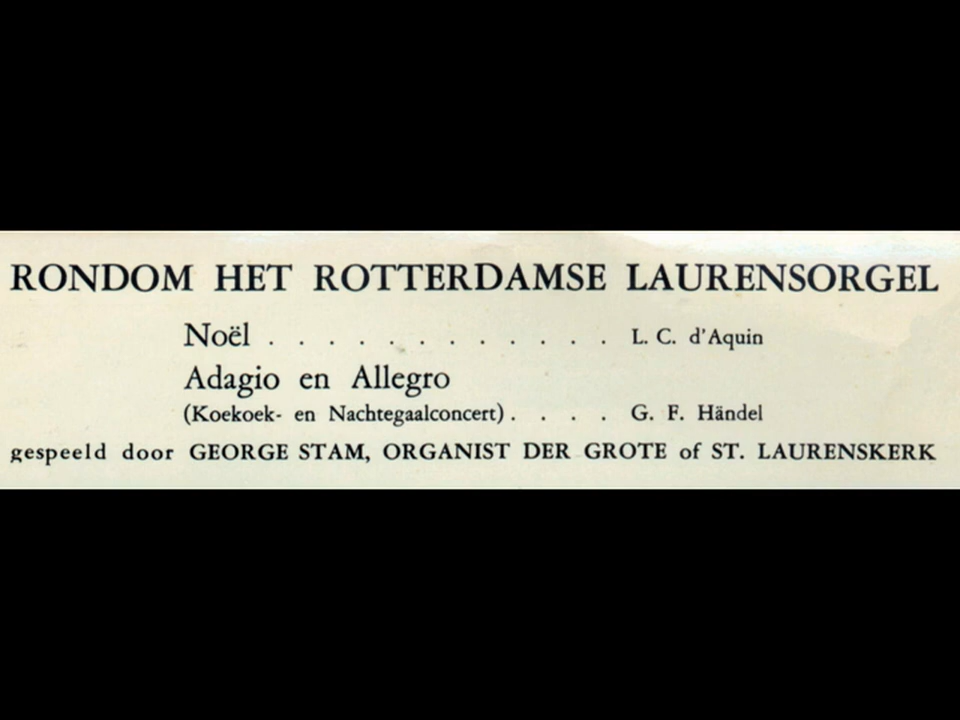 RONDOM HET ROTTERDAMSE LAURENSORGEL
Noël . . . . . . . . . . . . L. C. d'Aquin
Adagio en Allegro
(Koekoek- en Nachtegaalconcert) . . . . G. F. Händel
gespeeld door GEORGE STAM, ORGANIST DER GROTE of ST. LAURENSKERK